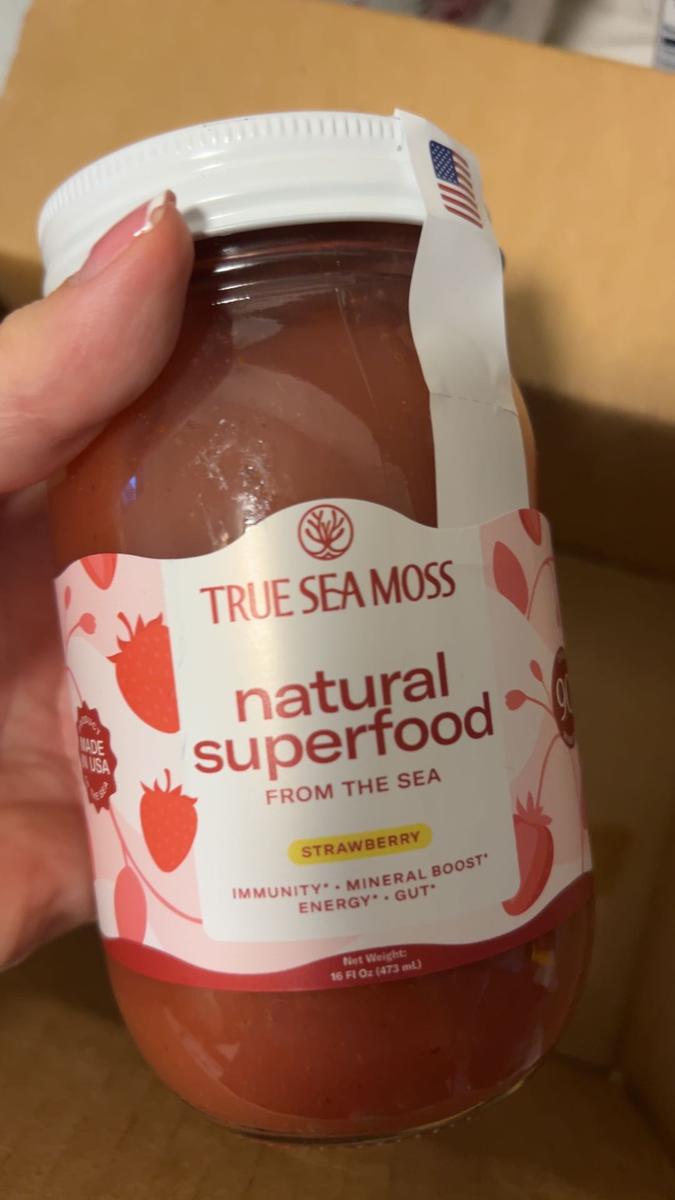 TRUE SEA MOSS
natural
superfood
FROM THE SEA
STRAWBERRY
IMMUNITY* • MINERAL BOOST*
ENERGY* • GUT*
Net Weight:
16 Fl Oz (473 mL)
MADE
IN USA